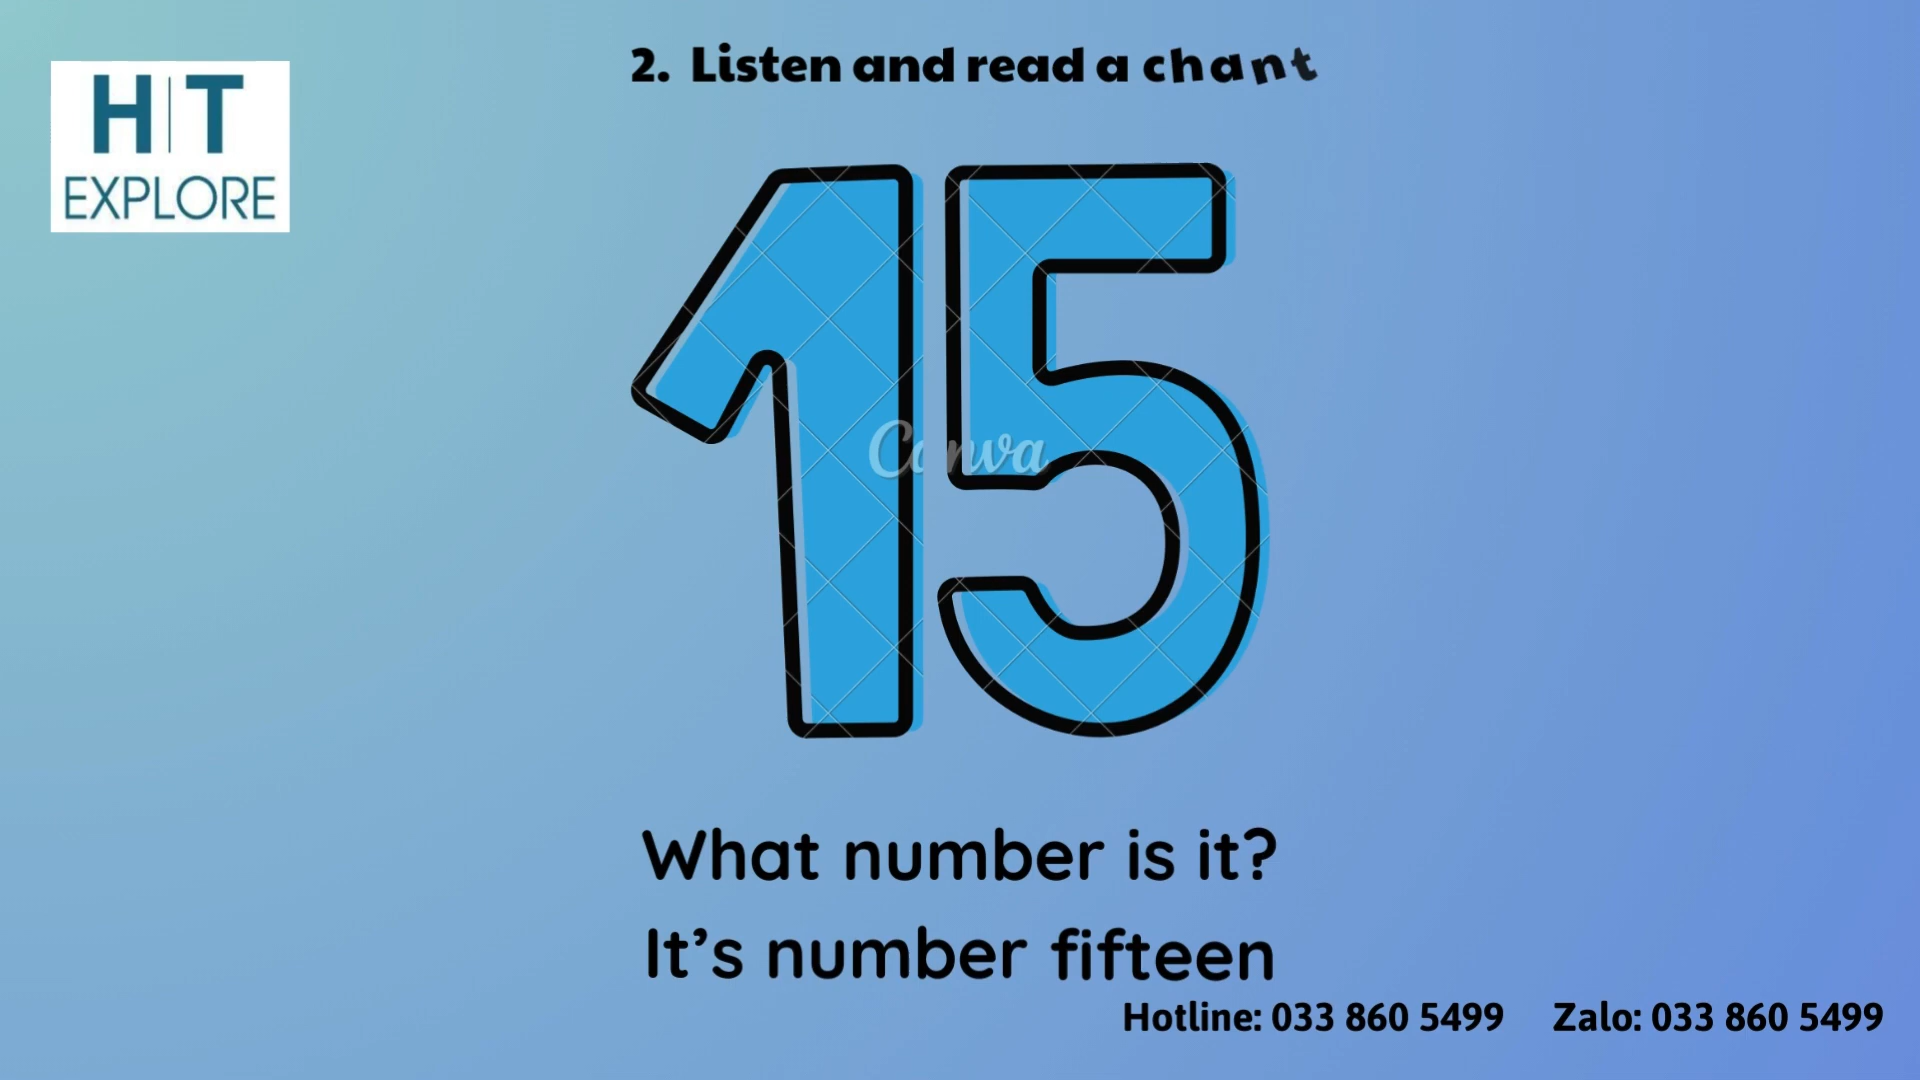 2. Listen and read a chant
H|T
EXPLORE
15
Canva
What number is it?
It’s number fifteen
Hotline: 033 860 5499 Zalo: 033 860 5499